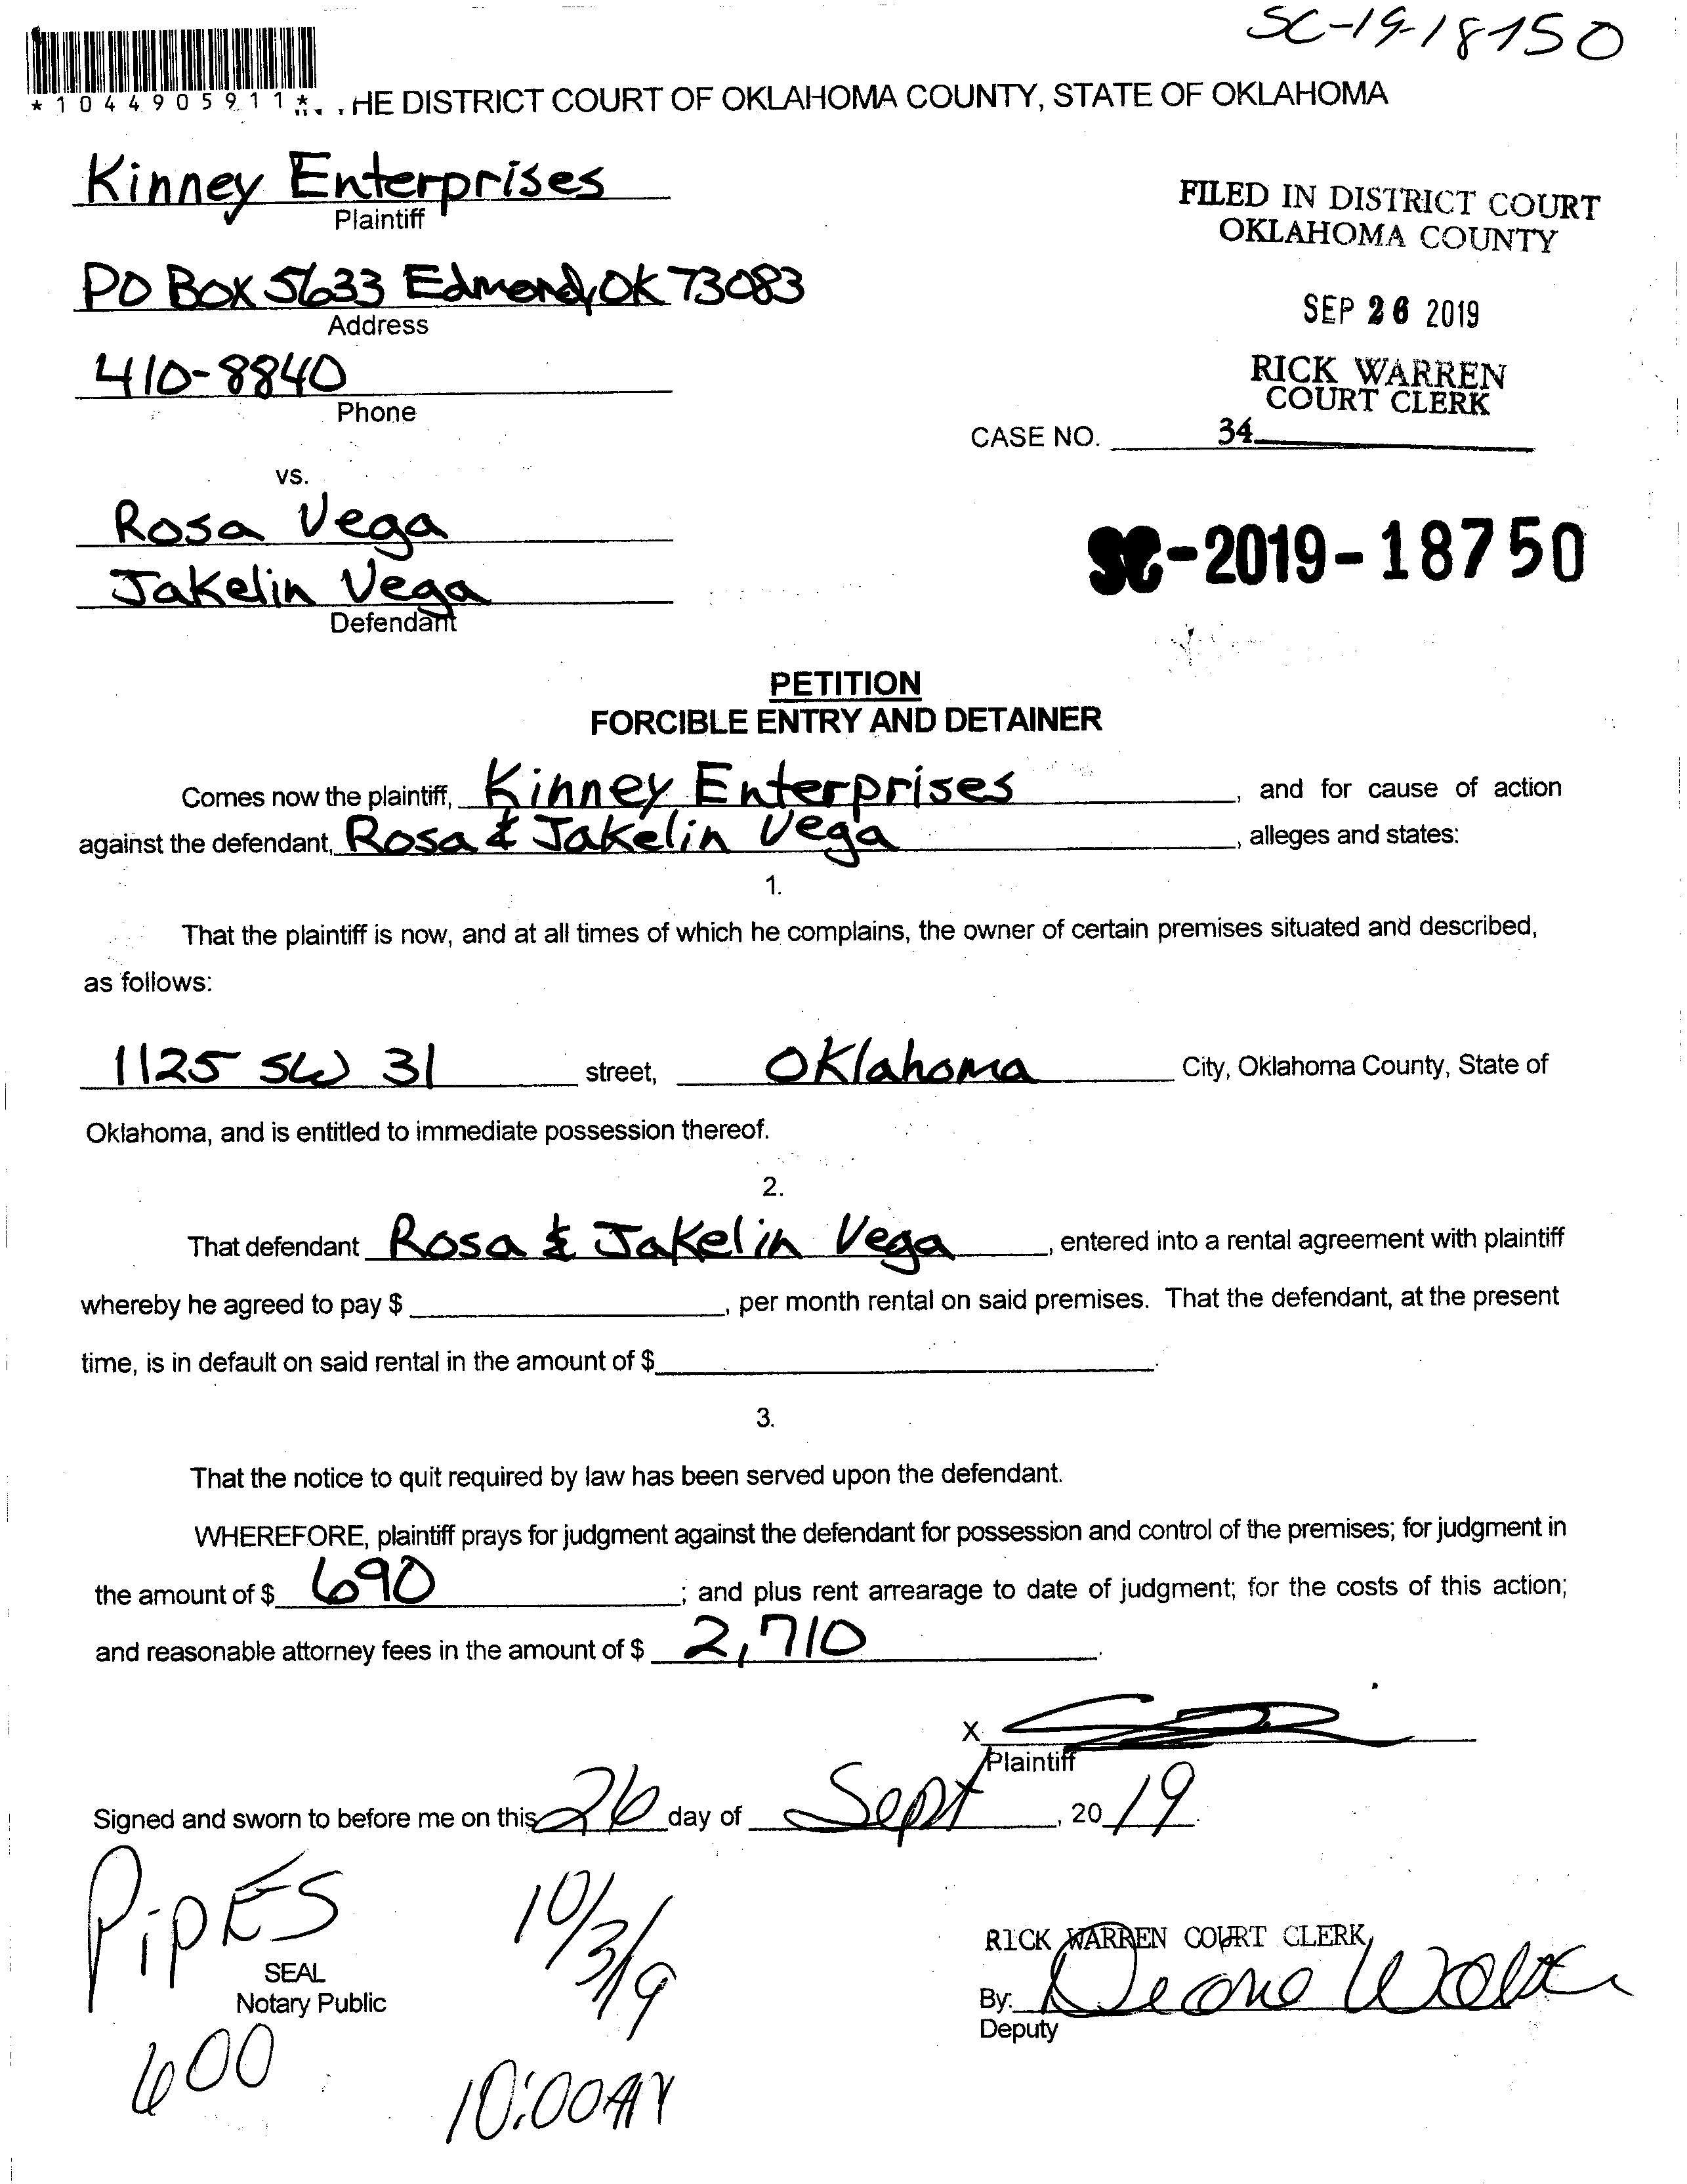 SC-19-18750
*1044905911*
HE DISTRICT COURT OF OKLAHOMA COUNTY, STATE OF OKLAHOMA
Kinney Enterprises
Plaintiff
FILED IN DISTRICT COURT
OKLAHOMA COUNTY
PO Box 5633 Edmond, OK 73083
Address
SEP 26 2019
410-8840
Phone
RICK WARREN
COURT CLERK
CASE NO. 34
vs.
Rosa Vega
Jakelin Vega
Defendant
SC-2019-18750
PETITION
FORCIBLE ENTRY AND DETAINER
Comes now the plaintiff, Kinney Enterprises, and for cause of action
against the defendant, Rosa & Jakelin Vega, alleges and states:
1.
That the plaintiff is now, and at all times of which he complains, the owner of certain premises situated and described,
as follows:
1125 SW 31 street, Oklahoma City, Oklahoma County, State of
Oklahoma, and is entitled to immediate possession thereof.
2.
That defendant Rosa & Jakelin Vega, entered into a rental agreement with plaintiff
whereby he agreed to pay $ , per month rental on said premises. That the defendant, at the present
time, is in default on said rental in the amount of $ .
3.
That the notice to quit required by law has been served upon the defendant.
WHEREFORE, plaintiff prays for judgment against the defendant for possession and control of the premises; for judgment in
the amount of $ 690 ; and plus rent arrearage to date of judgment; for the costs of this action;
and reasonable attorney fees in the amount of $ 2,710 .
X
Plaintiff
Signed and sworn to before me on this 26 day of Sept, 20 19.
PipES
10/3/19
SEAL
Notary Public
RICK WARREN COURT CLERK
By:
Deputy
600
10:00AM